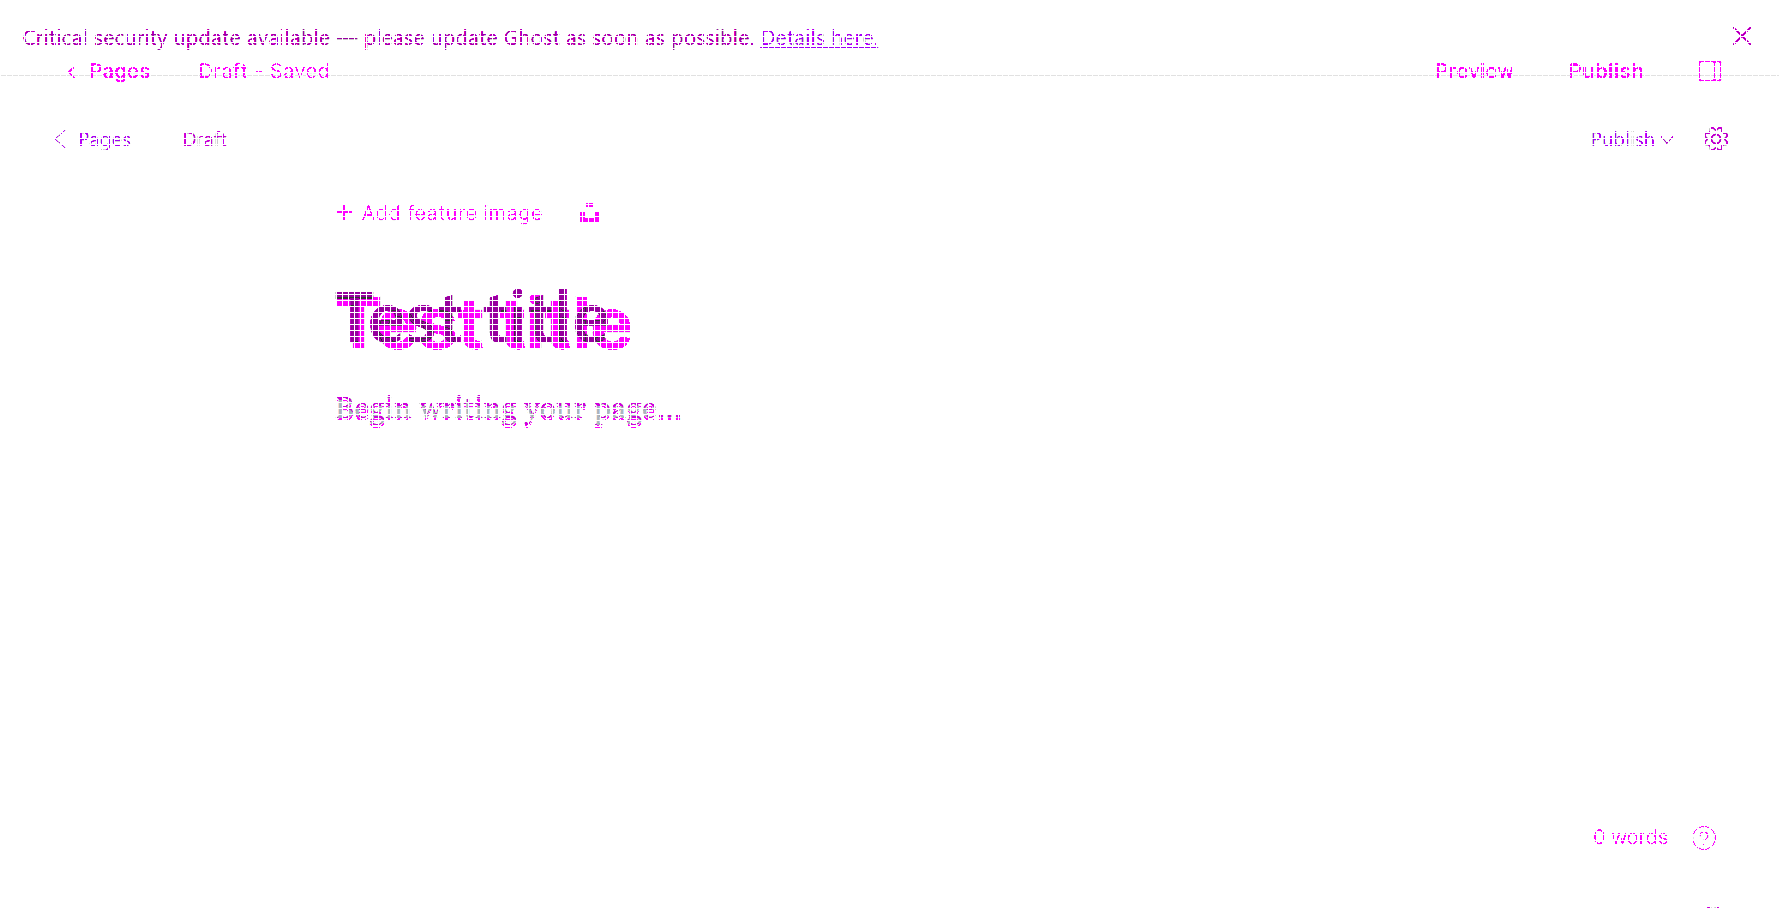 Critical security update available — please update Ghost as soon as possible. Details here.
Pages Draft - Saved Preview Publish
Pages Draft Publish
+ Add feature image
Test title
Begin writing your page...
0 words ?